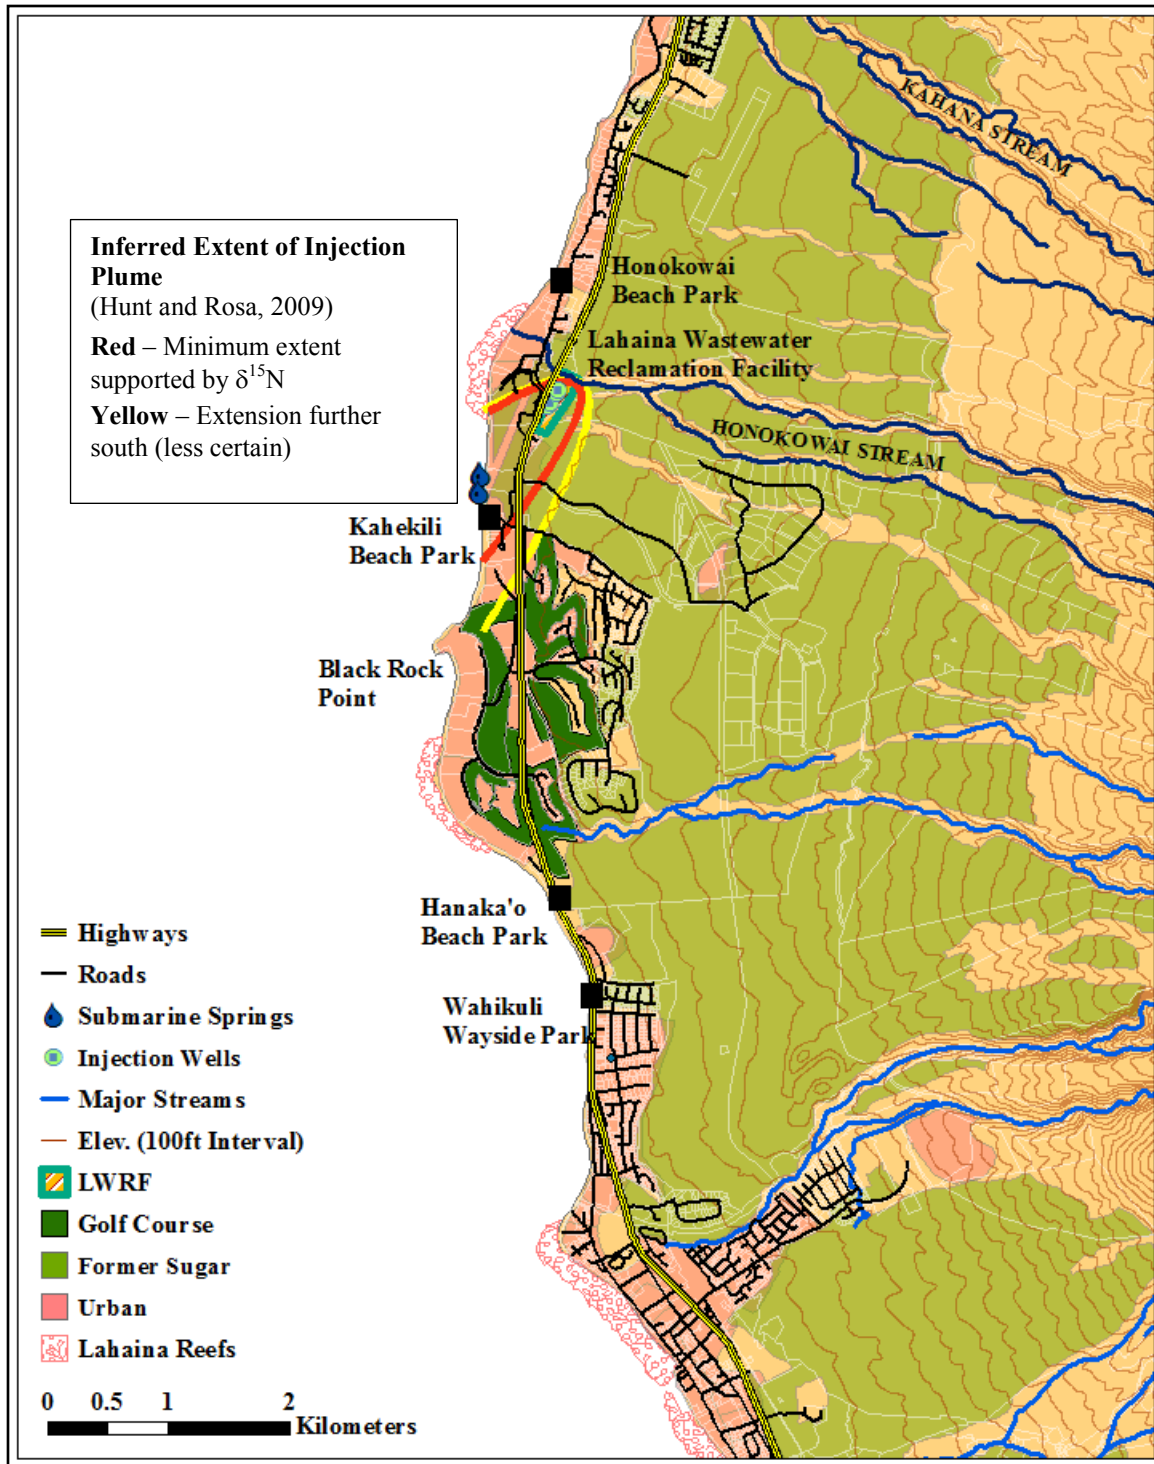 KAHANA STREAM
Inferred Extent of Injection
Plume
(Hunt and Rosa, 2009)
Red – Minimum extent
supported by δ¹⁵N
Yellow – Extension further
south (less certain)
Honokowai
Beach Park
Lahaina Wastewater
Reclamation Facility
HONOKOWAI STREAM
Kahekili
Beach Park
Black Rock
Point
Hanaka'o
Beach Park
Wahikuli
Wayside Park
Highways
Roads
Submarine Springs
Injection Wells
Major Streams
Elev. (100ft Interval)
LWRF
Golf Course
Former Sugar
Urban
Lahaina Reefs
0 0.5 1 2
Kilometers